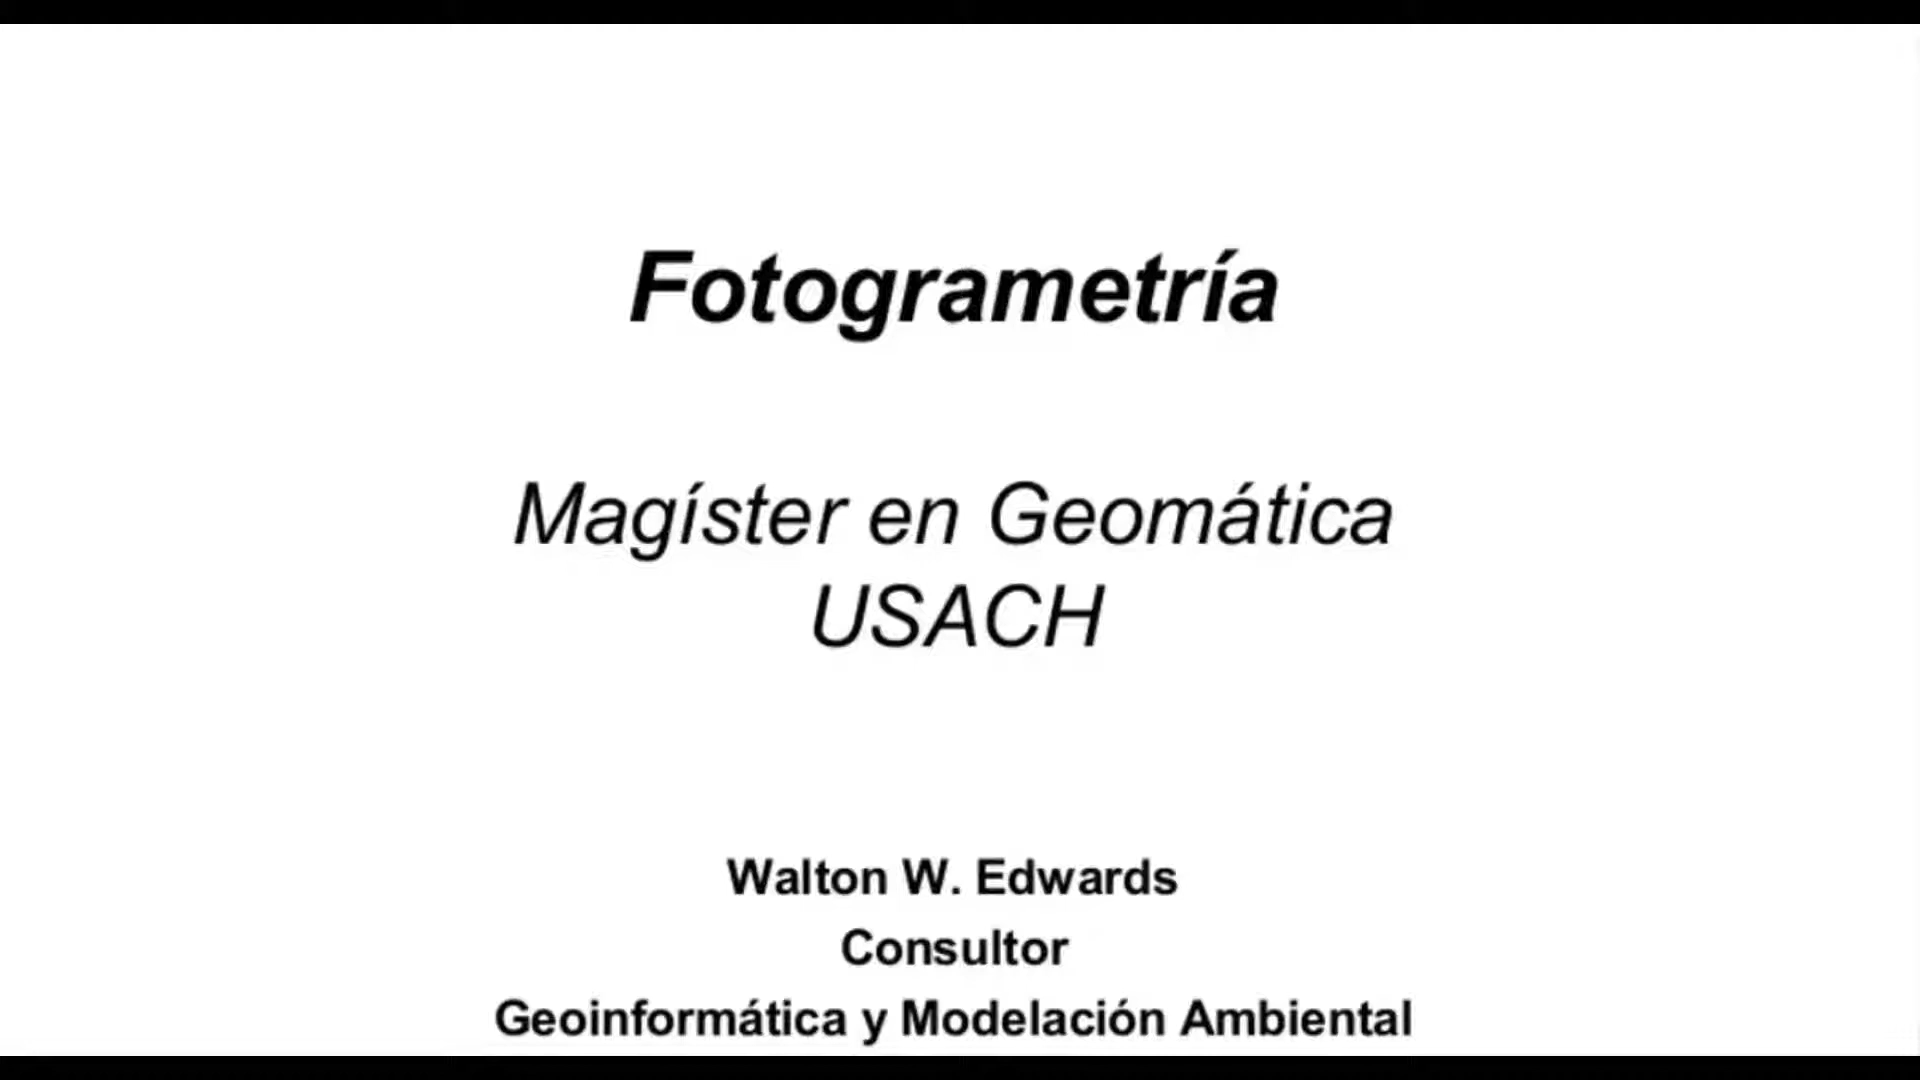 Fotogrametría
Magíster en Geomática
USACH
Walton W. Edwards
Consultor
Geoinformática y Modelación Ambiental